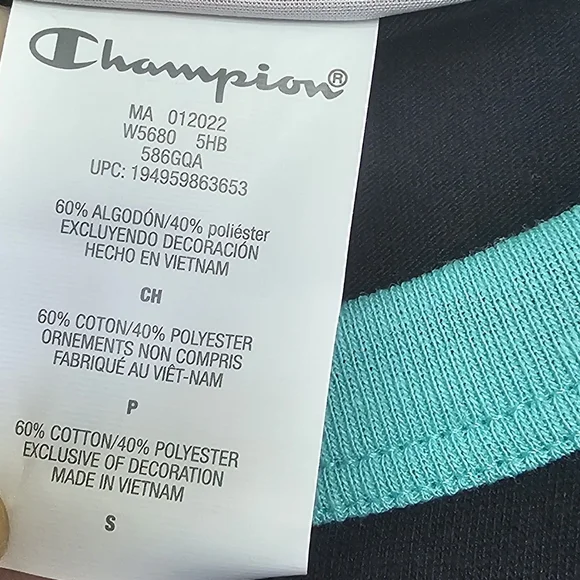 Champion®
MA 012022
W5680 5HB
586GQA
UPC: 194959863653
60% ALGODÓN/40% poliéster
EXCLUYENDO DECORACIÓN
HECHO EN VIETNAM
CH
60% COTON/40% POLYESTER
ORNEMENTS NON COMPRIS
FABRIQUÉ AU VIÊT-NAM
P
60% COTTON/40% POLYESTER
EXCLUSIVE OF DECORATION
MADE IN VIETNAM
S